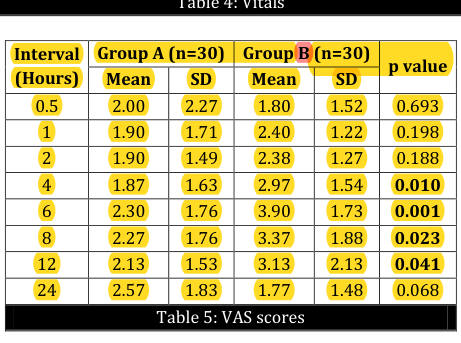 Table 4: Vitals
Interval (Hours) Group A (n=30) Group B (n=30) p value
Mean SD Mean SD
0.5 2.00 2.27 1.80 1.52 0.693
1 1.90 1.71 2.40 1.22 0.198
2 1.90 1.49 2.38 1.27 0.188
4 1.87 1.63 2.97 1.54 0.010
6 2.30 1.76 3.90 1.73 0.001
8 2.27 1.76 3.37 1.88 0.023
12 2.13 1.53 3.13 2.13 0.041
24 2.57 1.83 1.77 1.48 0.068
Table 5: VAS scores